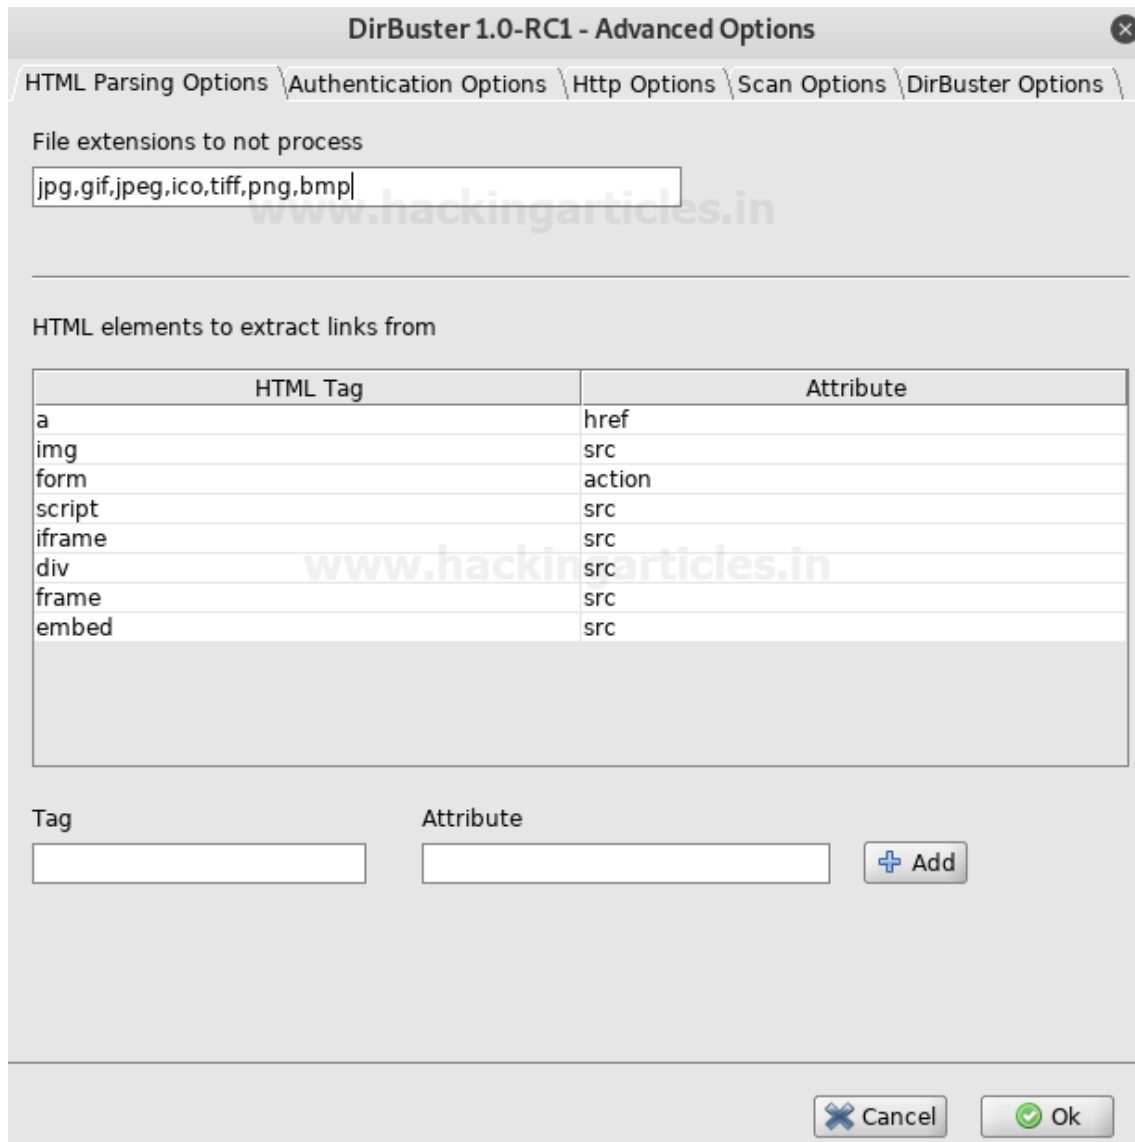 DirBuster 1.0-RC1 - Advanced Options
HTML Parsing Options Authentication Options Http Options Scan Options DirBuster Options
File extensions to not process
jpg,gif,jpeg,ico,tiff,png,bmp
www.hackingarticles.in
HTML elements to extract links from
HTML Tag Attribute
a href
img src
form action
script src
iframe src
div src
www.hackingarticles.in
frame src
embed src
Tag Attribute
Add
Cancel Ok